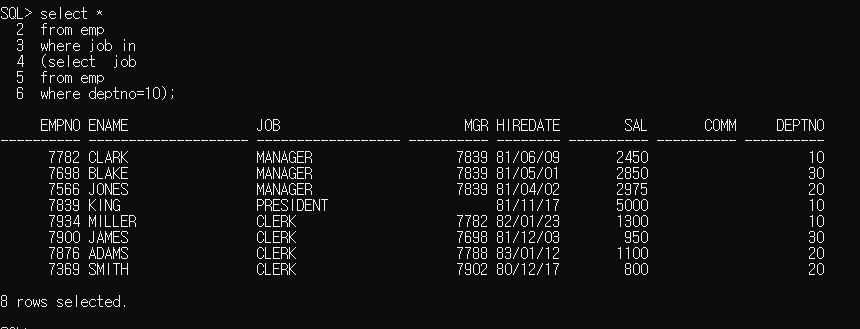 SQL> select *
  2  from emp
  3  where job in
  4  (select  job
  5  from emp
  6  where deptno=10);
     EMPNO ENAME                JOB                       MGR HIREDATE        SAL       COMM     DEPTNO
---------- -------------------- ------------------ ---------- -------- ---------- ---------- ----------
      7782 CLARK                MANAGER                  7839 81/06/09       2450                    10
      7698 BLAKE                MANAGER                  7839 81/05/01       2850                    30
      7566 JONES                MANAGER                  7839 81/04/02       2975                    20
      7839 KING                 PRESIDENT                     81/11/17       5000                    10
      7934 MILLER               CLERK                    7782 82/01/23       1300                    10
      7900 JAMES                CLERK                    7698 81/12/03        950                    30
      7876 ADAMS                CLERK                    7788 83/01/12       1100                    20
      7369 SMITH                CLERK                    7902 80/12/17        800                    20
8 rows selected.